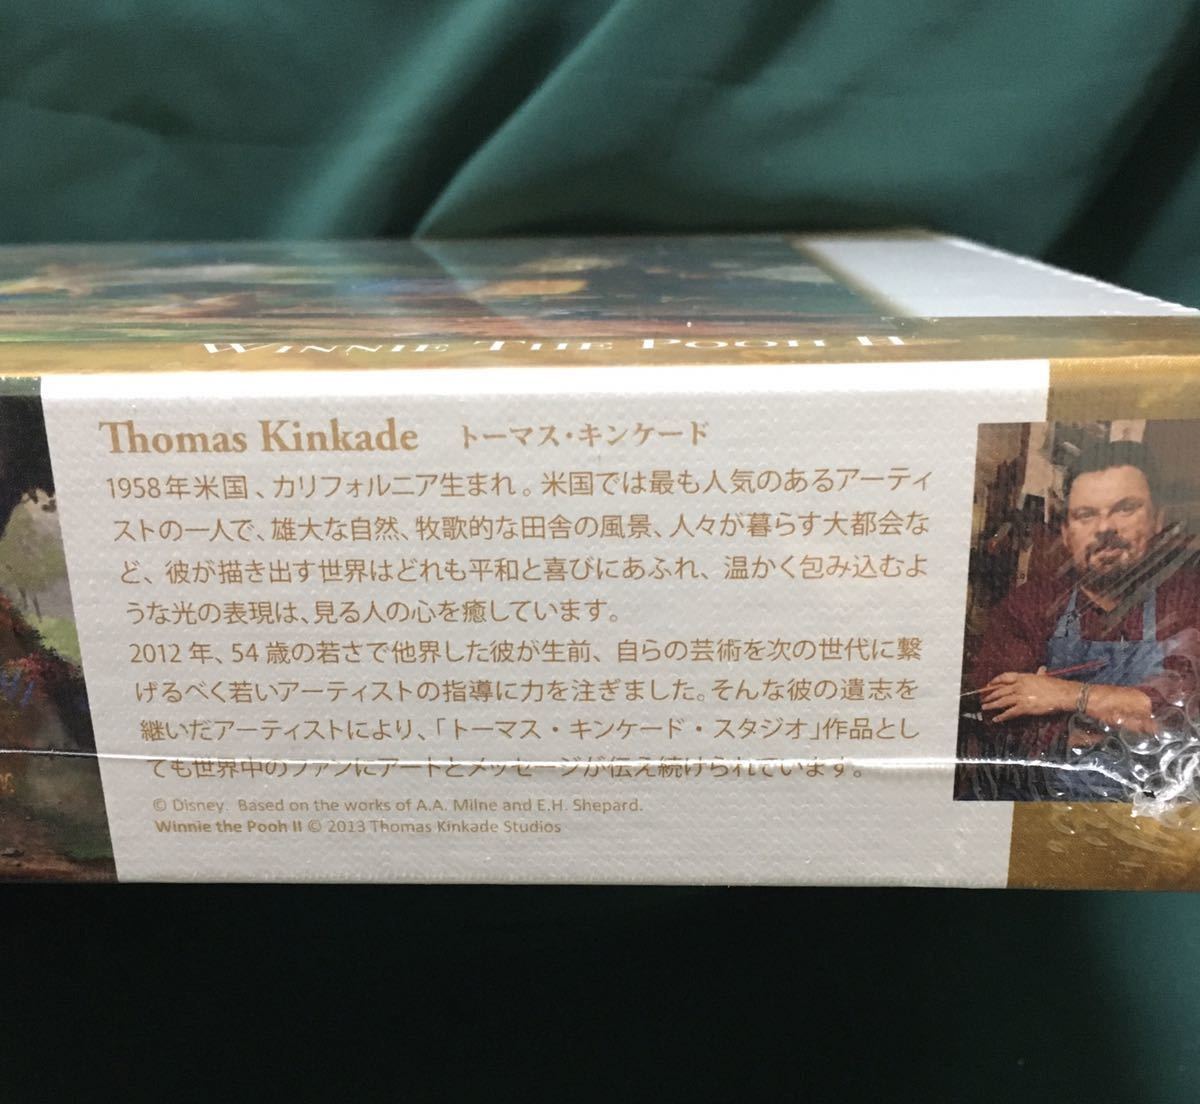 WINNIE THE POOH II
Thomas Kinkade トーマス・キンケード
1958年米国、カリフォルニア生まれ。米国では最も人気のあるアーティ
ストの一人で、雄大な自然、牧歌的な田舎の風景、人々が暮らす大都会な
ど、彼が描き出す世界はどれも平和と喜びにあふれ、温かく包み込むよ
うな光の表現は、見る人の心を癒しています。
2012年、54歳の若さで他界した彼が生前、自らの芸術を次の世代に繋
げるべく若いアーティストの指導に力を注ぎました。そんな彼の遺志を
継いだアーティストにより、「トーマス・キンケード・スタジオ」作品とし
ても世界中のファンにアートとメッセージが伝え続けられています。
© Disney. Based on the works of A.A. Milne and E.H. Shepard.
Winnie the Pooh II © 2013 Thomas Kinkade Studios